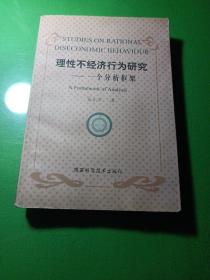 STUDIES ON RATIONAL
DISECONOMIC BEHAVIOUR
理性不经济行为研究
——一个分析框架
A Framework of Analysis
著